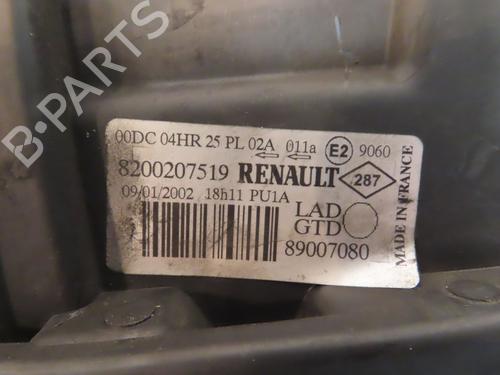 B-PARTS
00DC 04HR 25 PL 02A 011a E2 9060
8200207519 RENAULT 287
09/01/2002 18h11 PU1A
LAD
GTD
89007080
MADE IN FRANCE